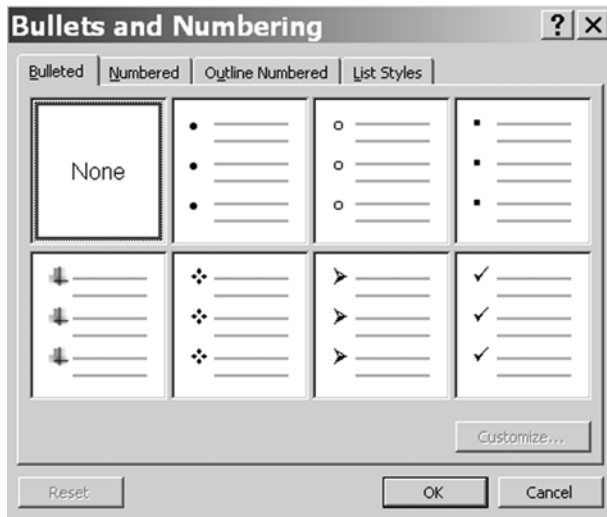 Bullets and Numbering
Bulleted Numbered Outline Numbered List Styles
None
Customize...
Reset OK Cancel